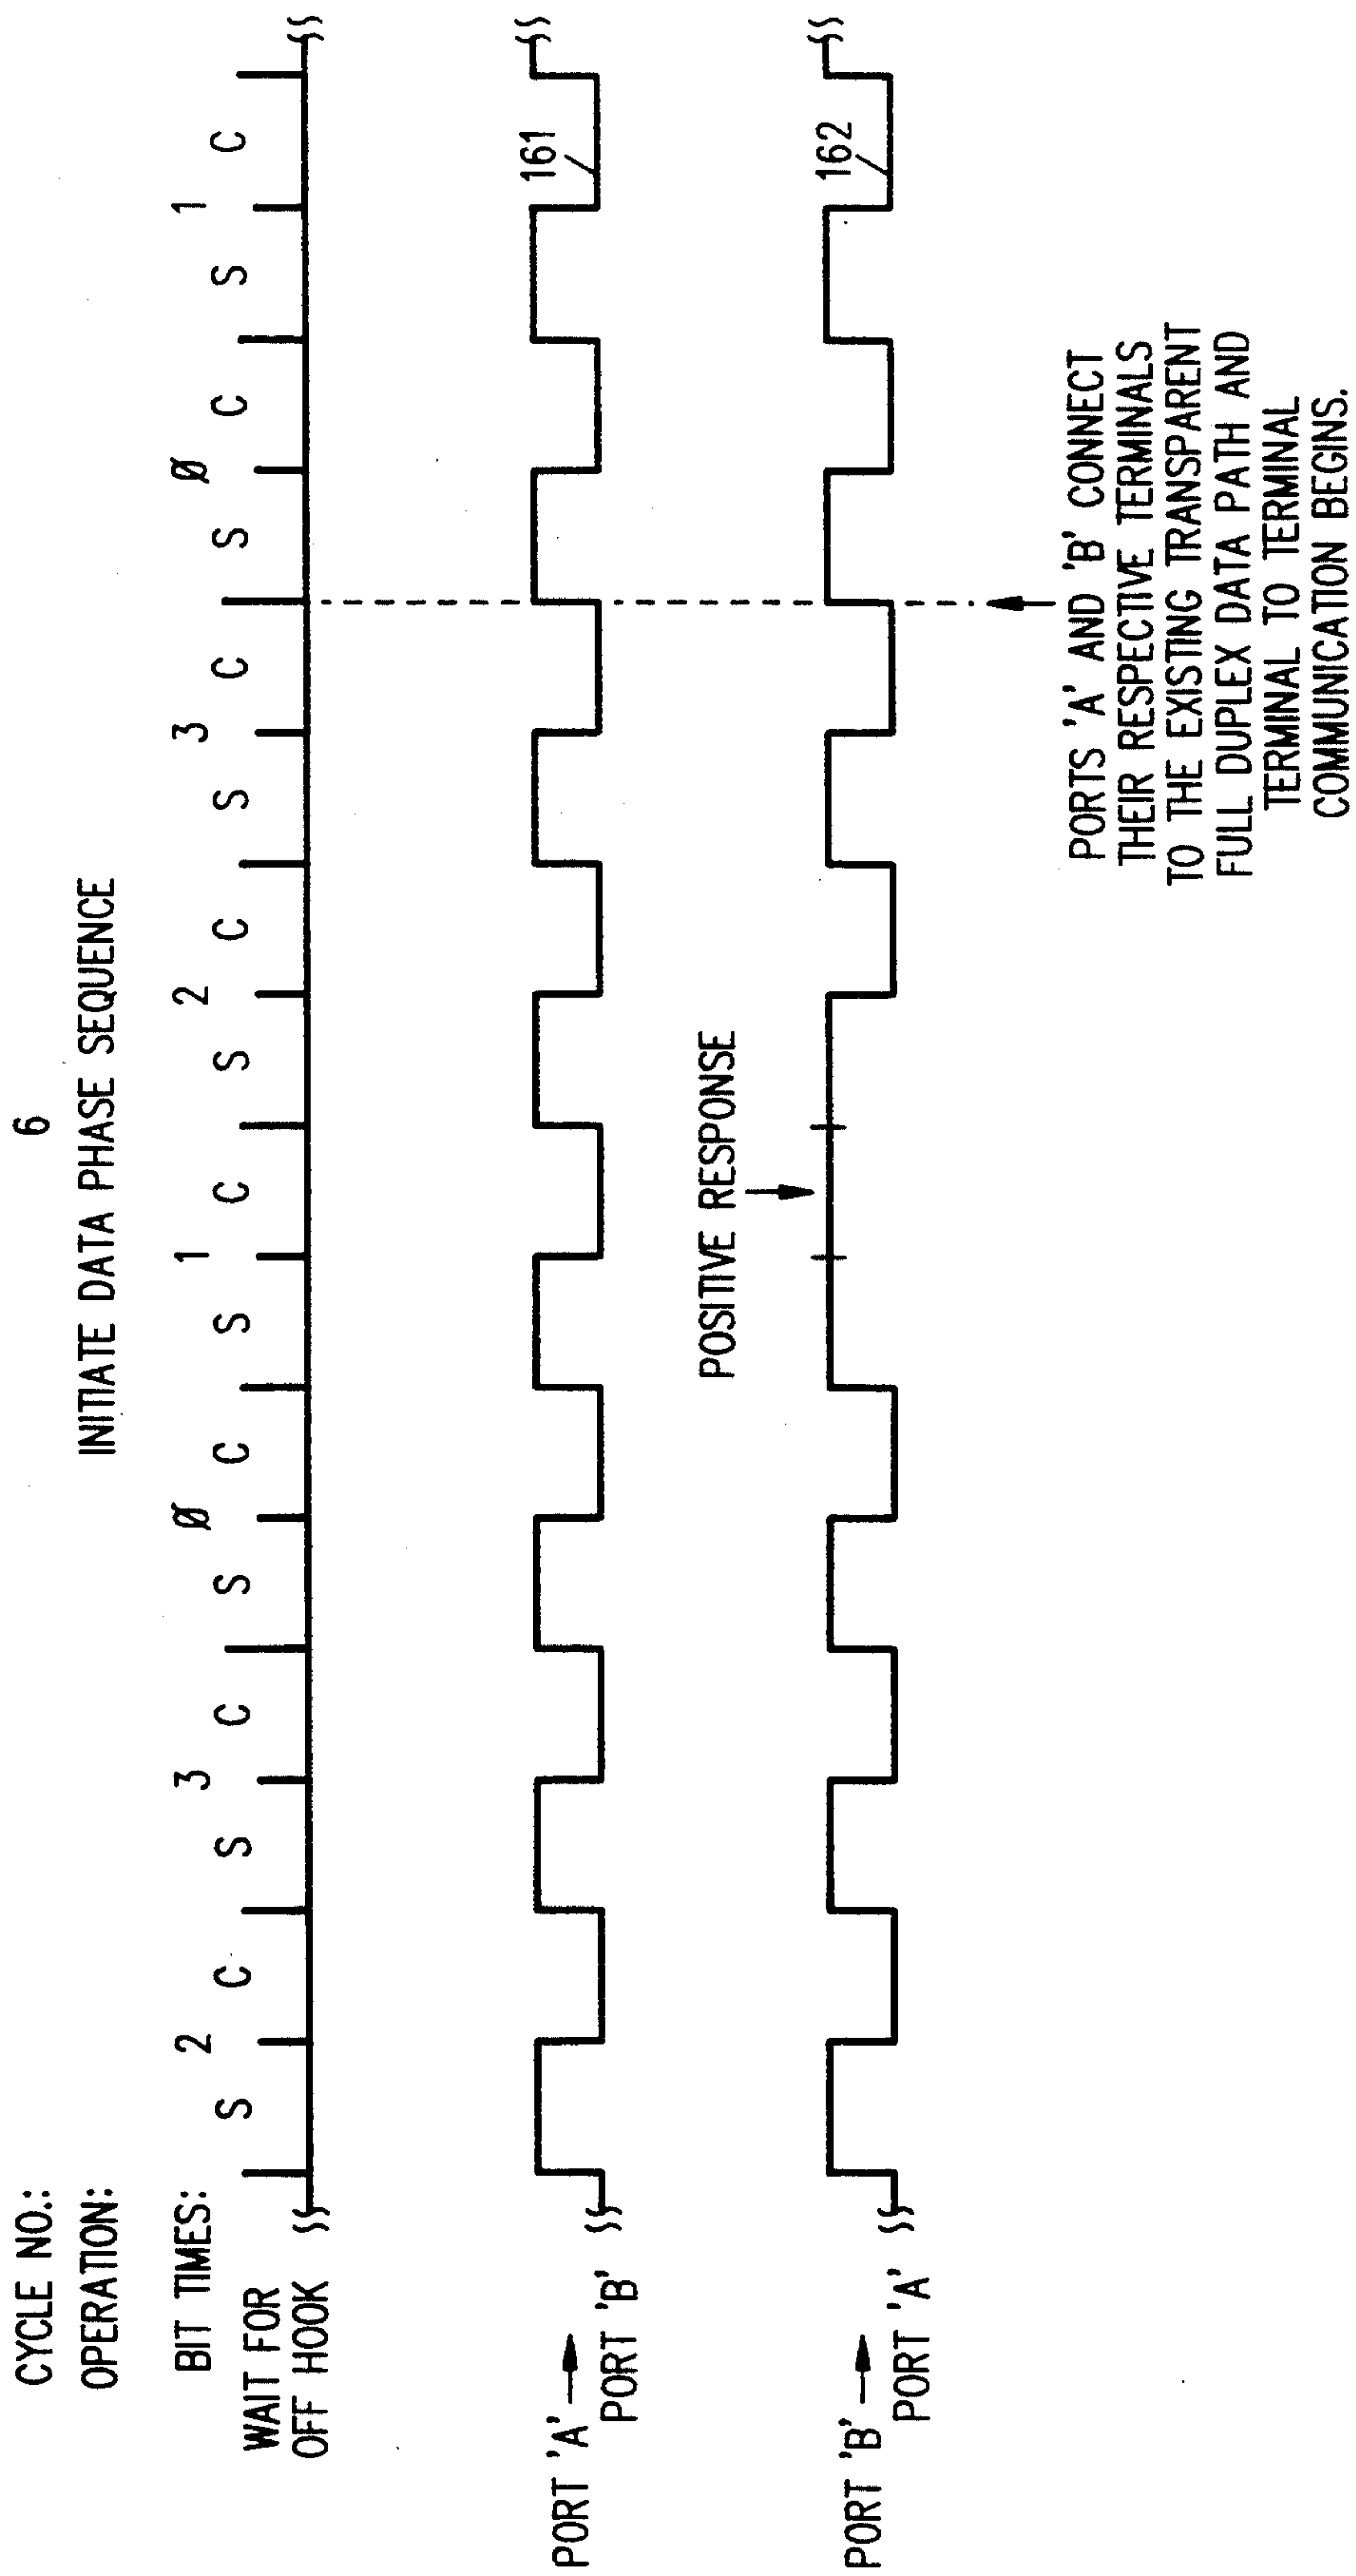 CYCLE NO.: 6
OPERATION: INITIATE DATA PHASE SEQUENCE
BIT TIMES: 2 3 Ø 1 2 3 Ø 1
S C S C S C S C S C S C S C S C
WAIT FOR
OFF HOOK
PORT 'A'
PORT 'B'
161
POSITIVE RESPONSE
PORT 'B'
PORT 'A'
162
PORTS 'A' AND 'B' CONNECT
THEIR RESPECTIVE TERMINALS
TO THE EXISTING TRANSPARENT
FULL DUPLEX DATA PATH AND
TERMINAL TO TERMINAL
COMMUNICATION BEGINS.